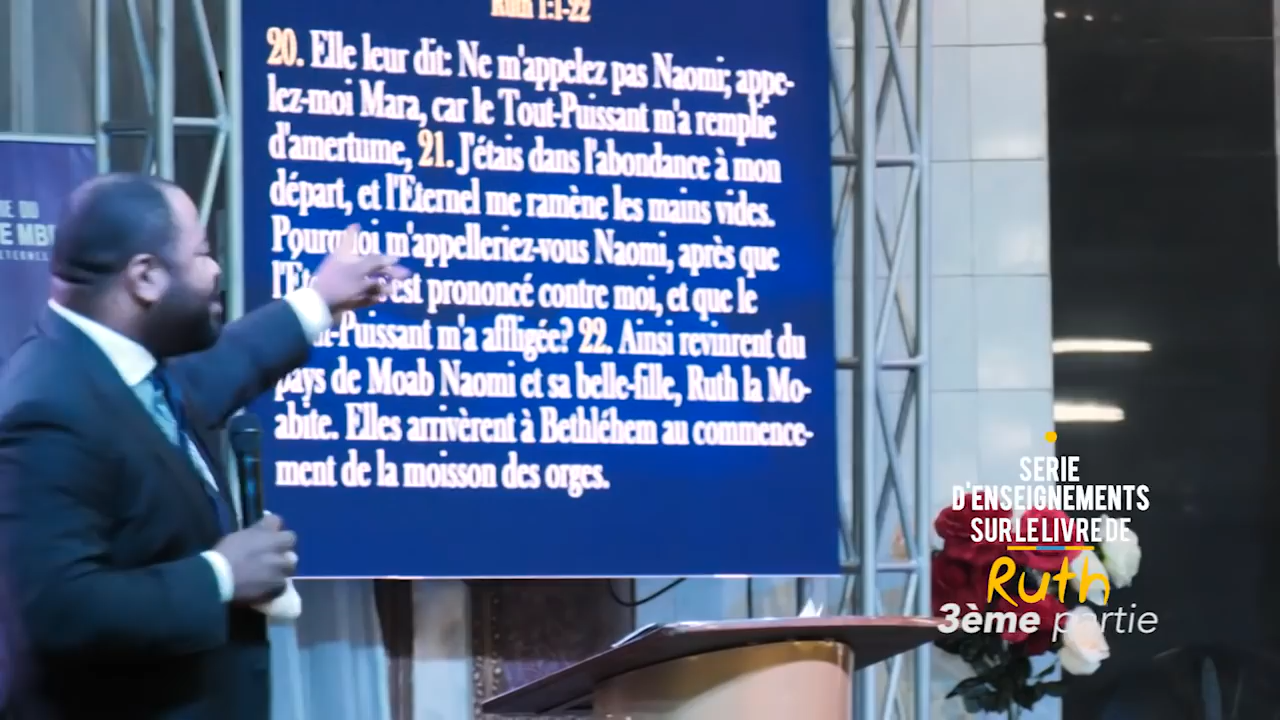 Ruth 1:1-22
20. Elle leur dit: Ne m'appelez pas Naomi; appe-
lez-moi Mara, car le Tout-Puissant m'a remplie
d'amertume, 21. J'étais dans l'abondance à mon
départ, et l'Éternel me ramène les mains vides.
Pourquoi m'appelleriez-vous Naomi, après que
est prononcé contre moi, et que le
-Puissant m'a affligée? 22. Ainsi revinrent du
pays de Moab Naomi et sa belle-fille, Ruth la Mo-
abite. Elles arrivèrent à Bethléhem au commence-
ment de la moisson des orges.
SERIE
D'ENSEIGNEMENTS
SUR LE LIVRE DE
Ruth
3ème partie